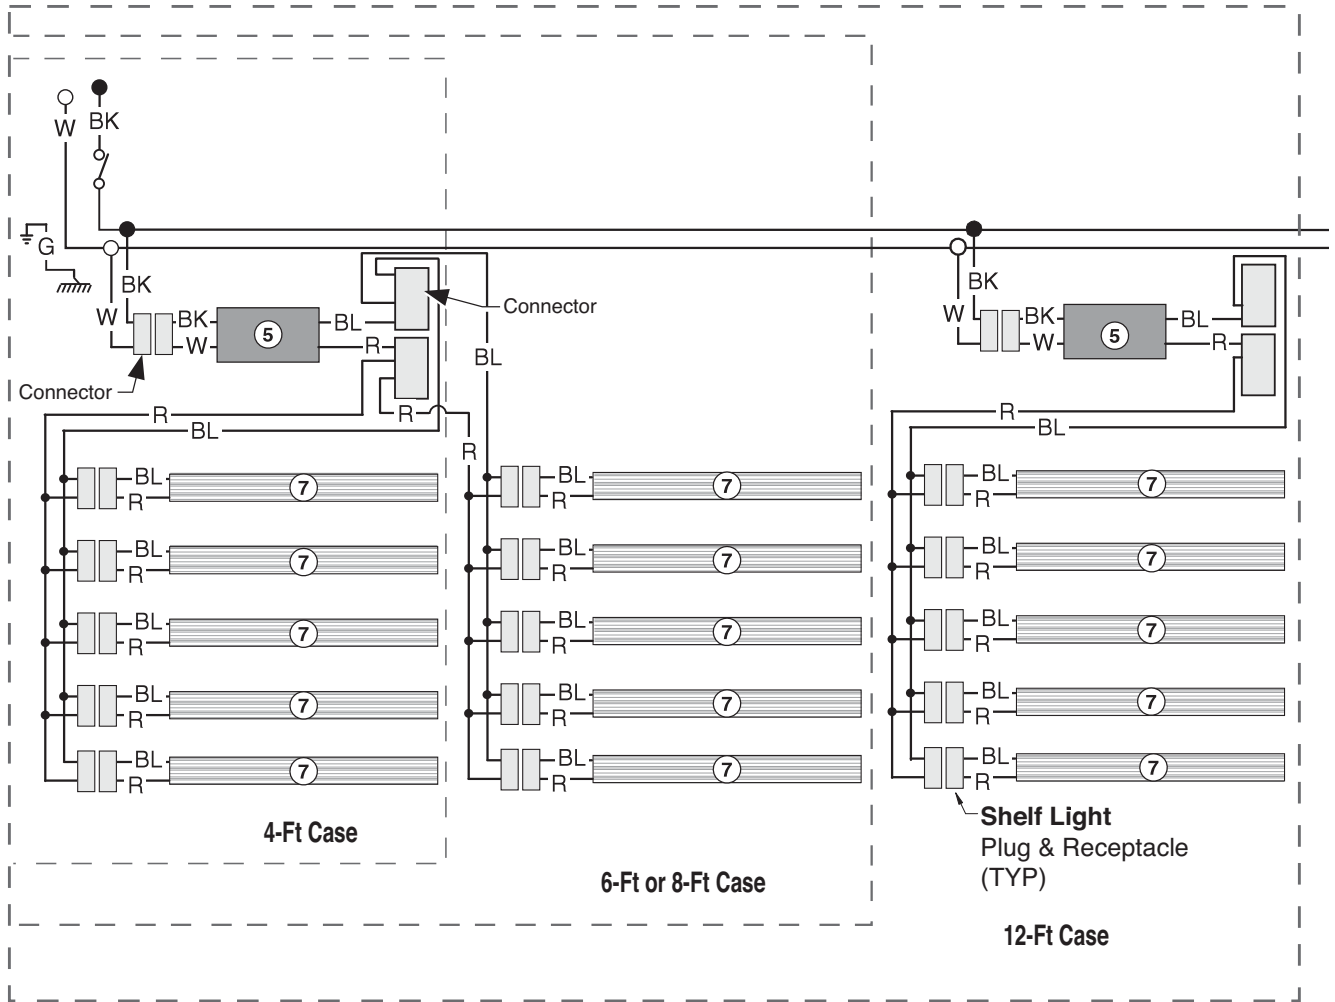 W
BK
G
BK
W
BK
W
5
BL
R
Connector
Connector
R
BL
R
BL
R
BK
W
BK
W
5
BL
R
R
BL
BL
R
7
BL
R
7
BL
R
7
BL
R
7
BL
R
7
BL
R
7
BL
R
7
BL
R
7
BL
R
7
BL
R
7
BL
R
7
BL
R
7
BL
R
7
BL
R
7
BL
R
7
4-Ft Case
6-Ft or 8-Ft Case
Shelf Light
Plug & Receptacle
(TYP)
12-Ft Case